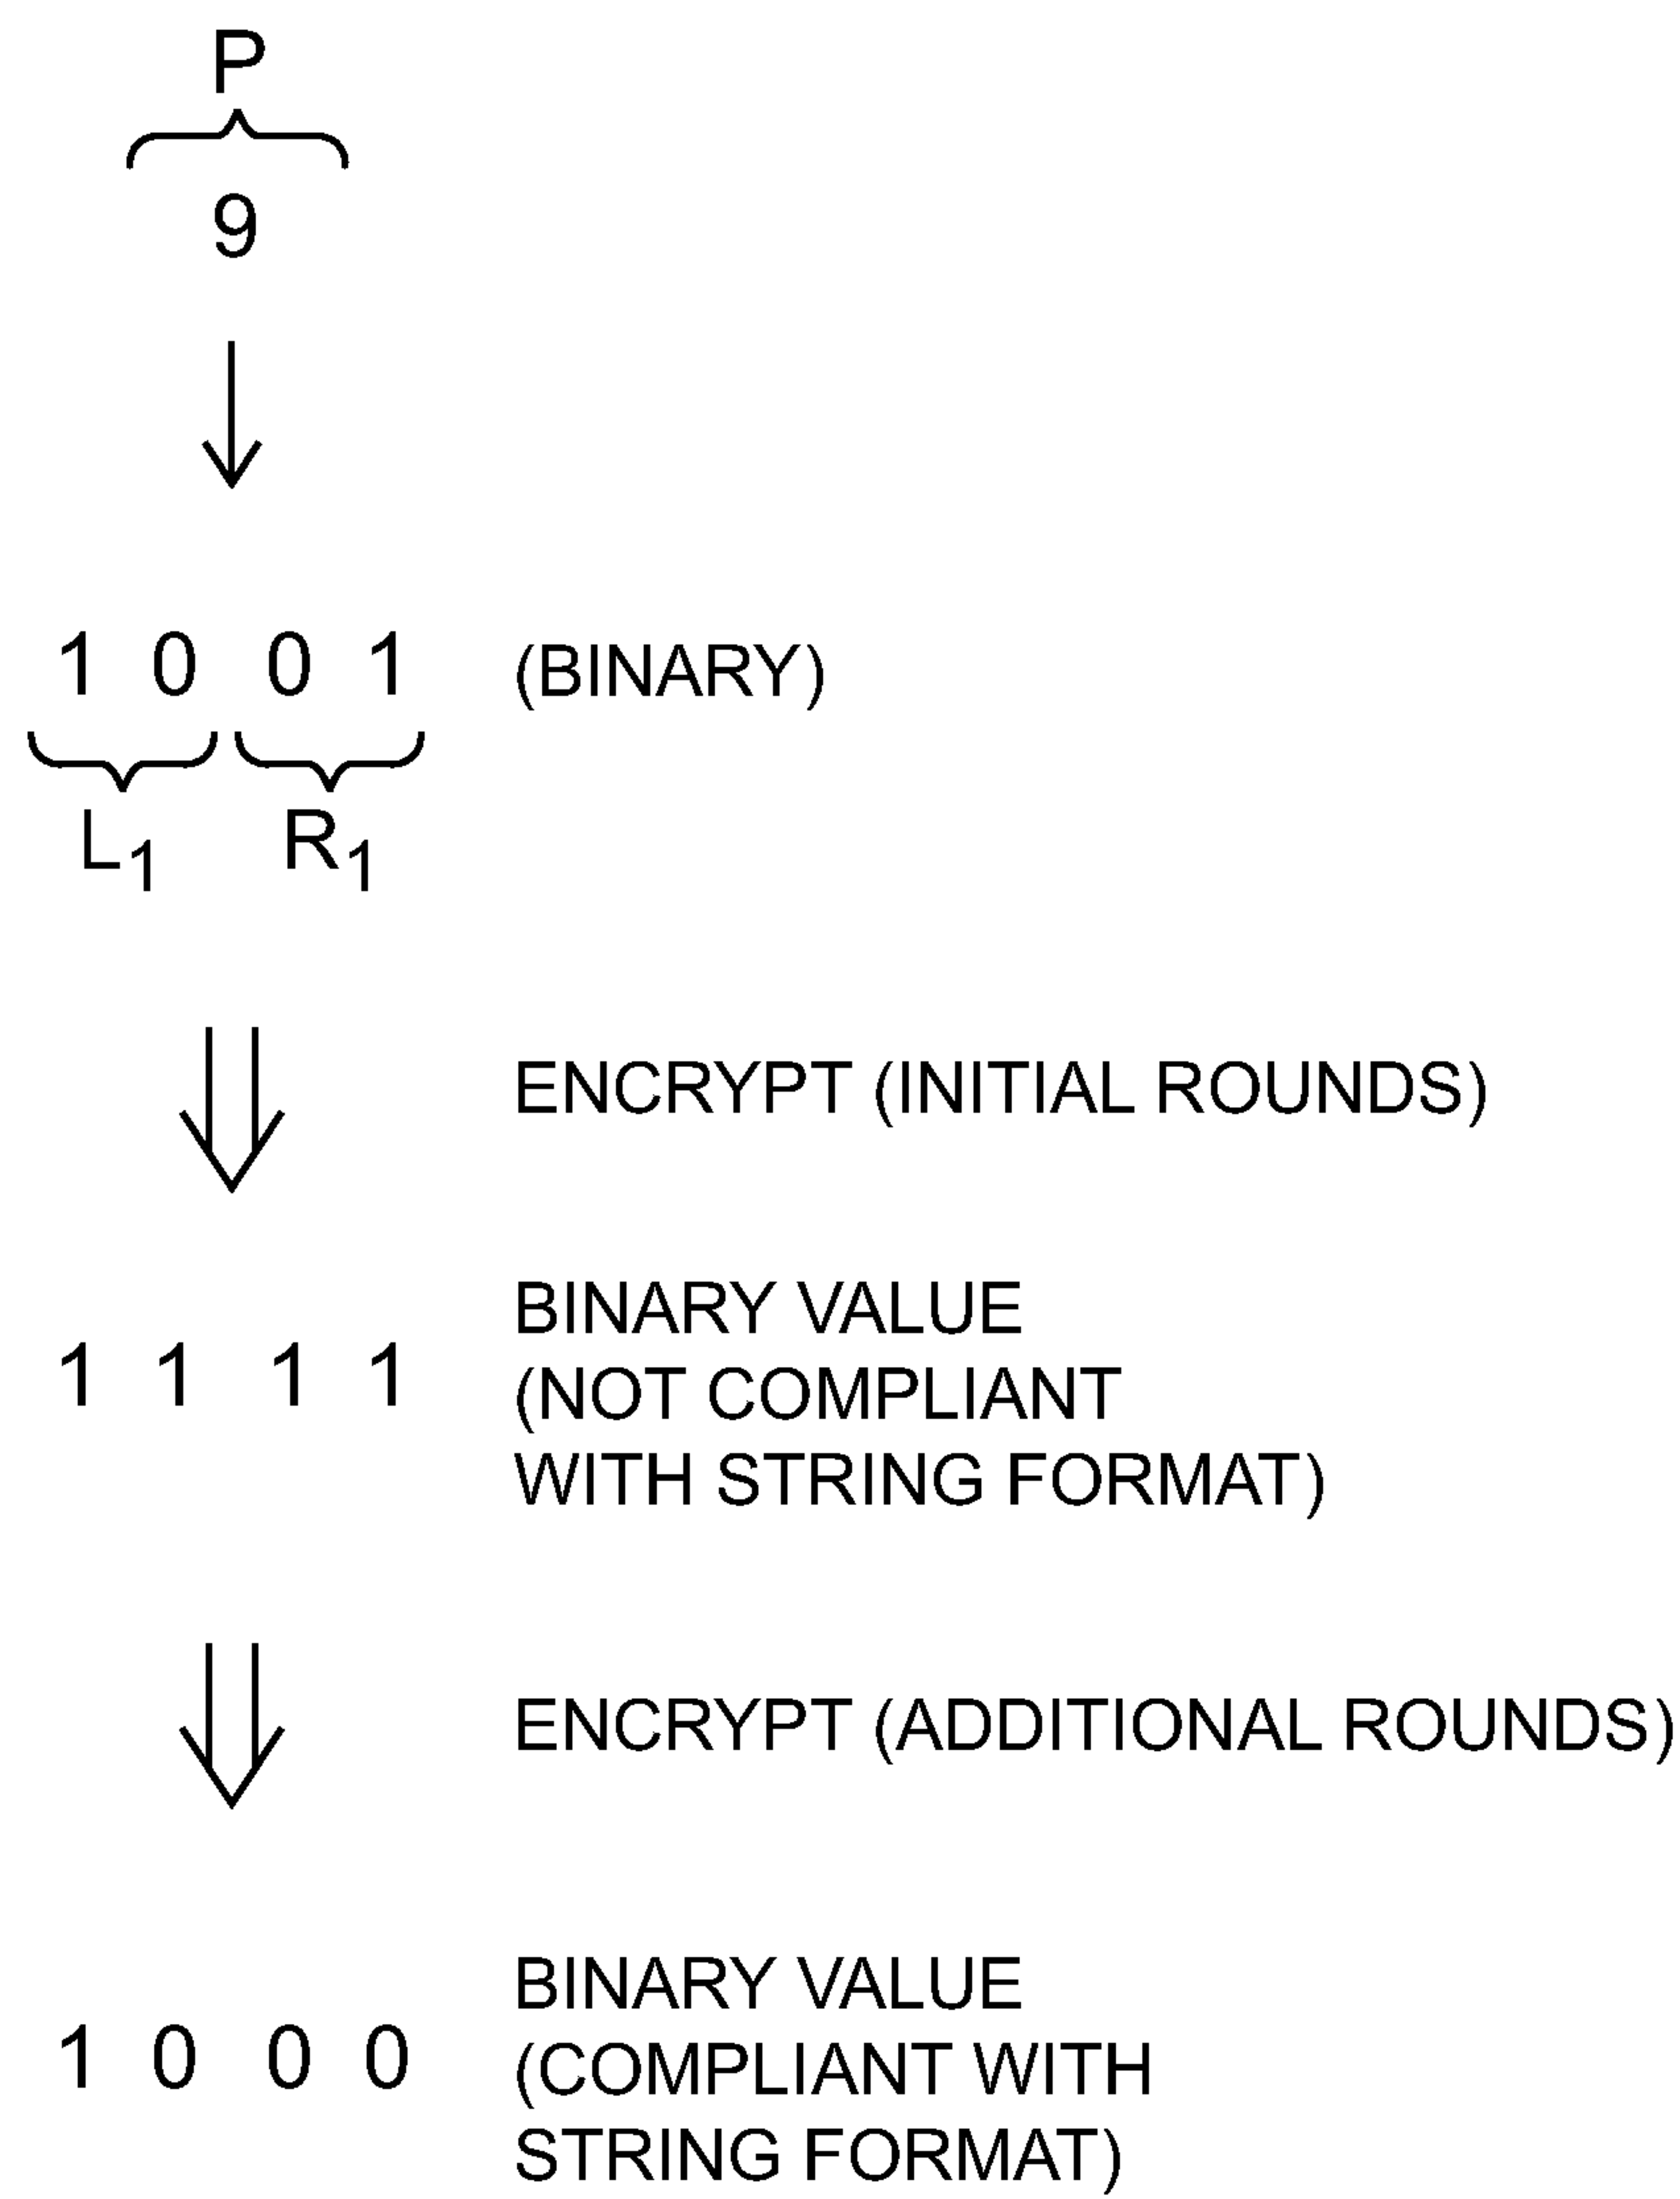 P
9
1 0 0 1 (BINARY)
L1 R1
ENCRYPT (INITIAL ROUNDS)
BINARY VALUE
1 1 1 1 (NOT COMPLIANT
WITH STRING FORMAT)
ENCRYPT (ADDITIONAL ROUNDS)
BINARY VALUE
1 0 0 0 (COMPLIANT WITH
STRING FORMAT)